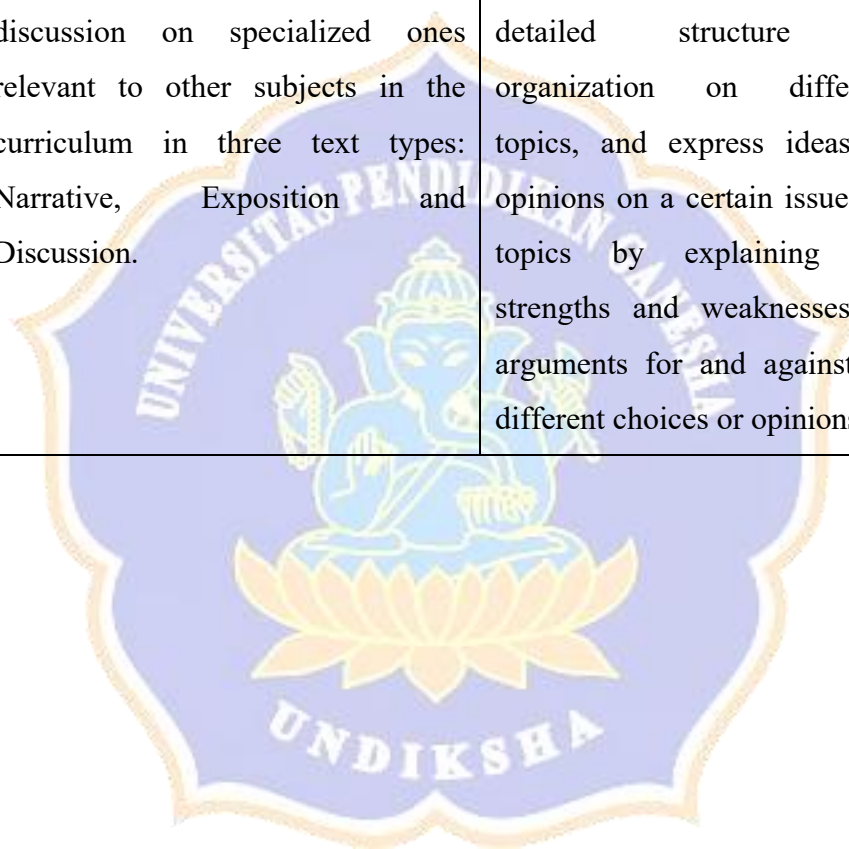 discussion on specialized ones
relevant to other subjects in the
curriculum in three text types:
Narrative, Exposition and
Discussion.
detailed structure
organization on diffe
topics, and express ideas
opinions on a certain issue
topics by explaining
strengths and weaknesses
arguments for and against
different choices or opinions
UNIVERSITAS PENDIDIKAN GANESHA
UNDIKSHA